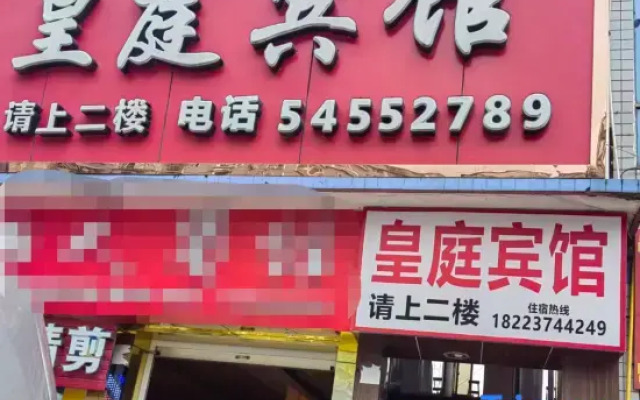 皇庭宾馆
请上二楼 电话 54552789
皇庭宾馆
请上二楼 住宿热线
18223744249
剪